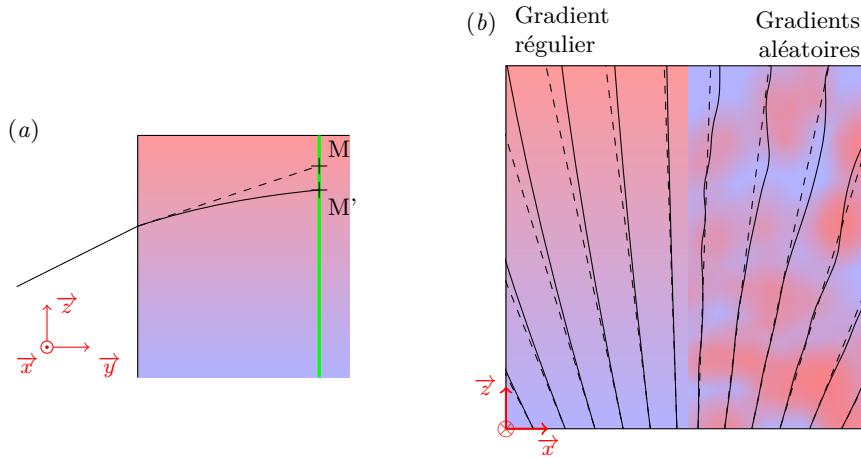 (a)
M
M'
z
x
y
(b)
Gradient
régulier
Gradients
aléatoires
z
x